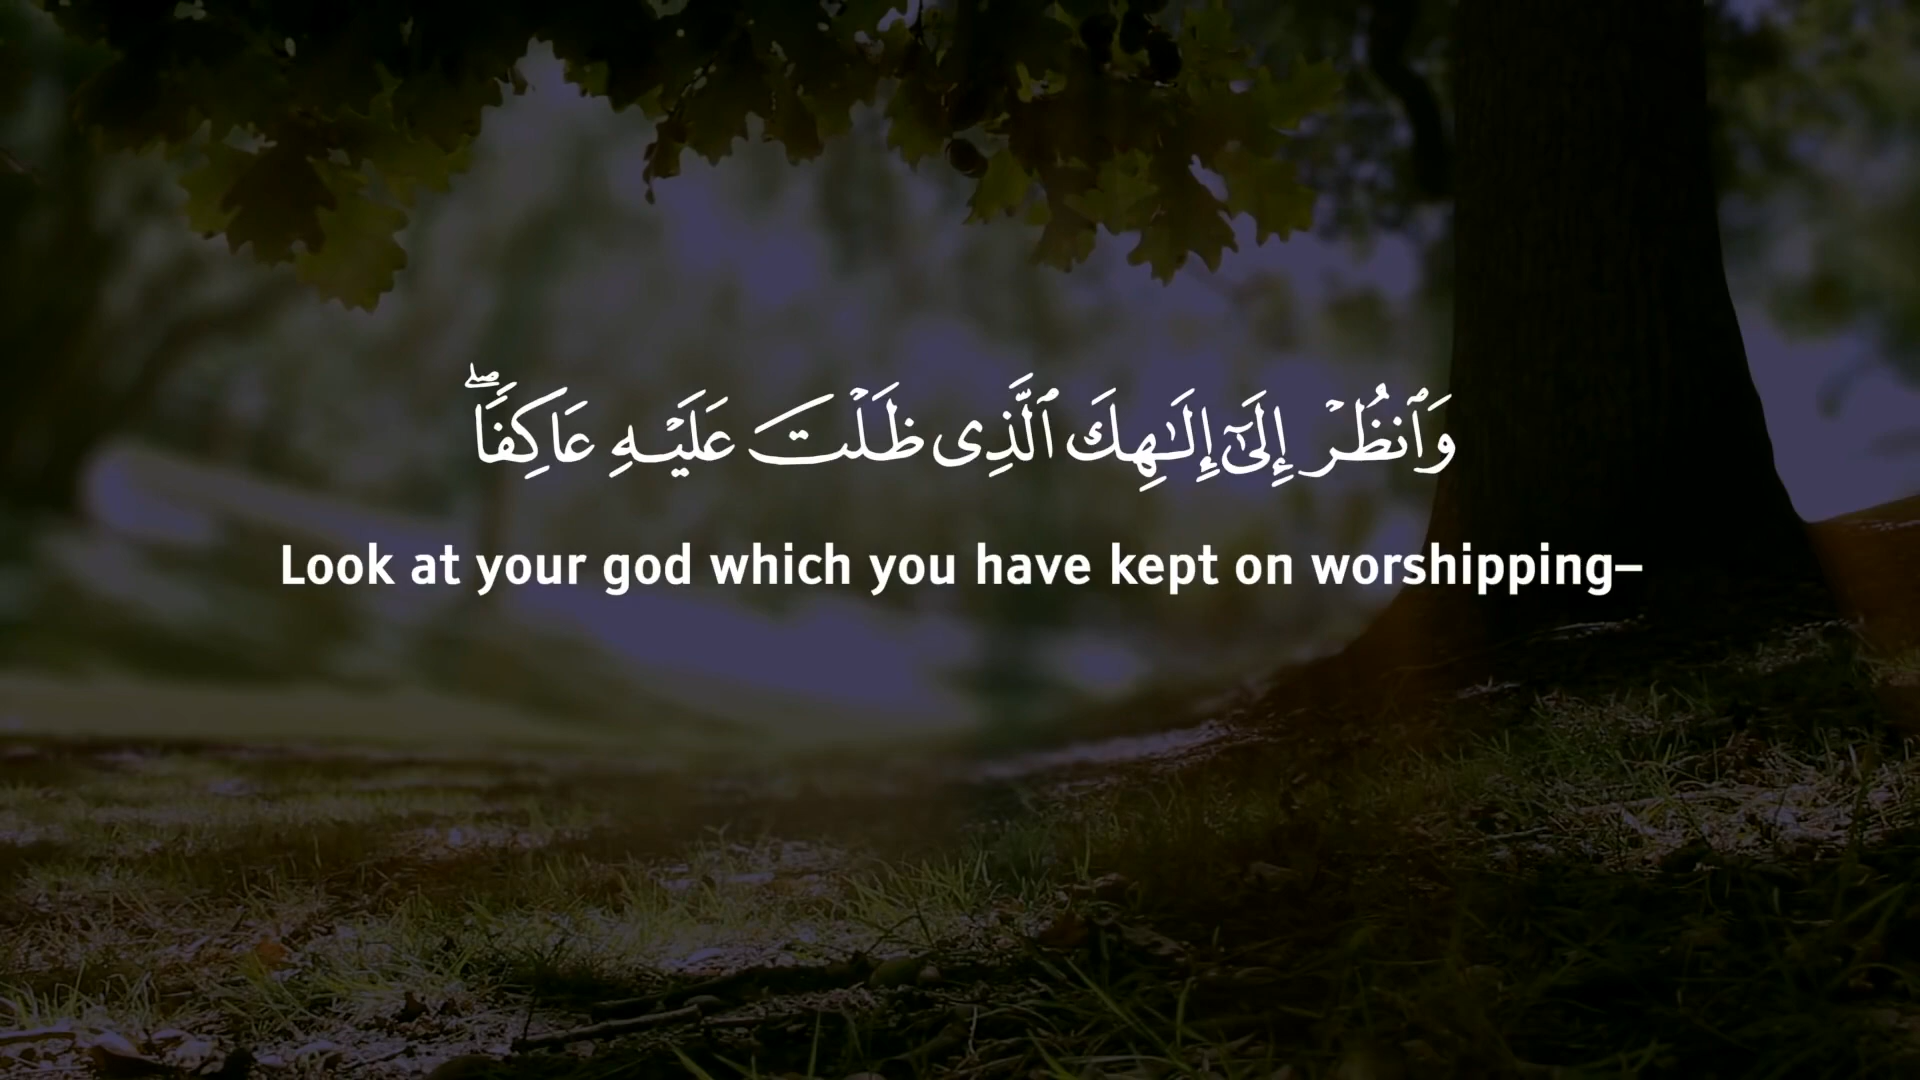 وَٱنظُرْ إِلَىٰٓ إِلَـٰهِكَ ٱلَّذِى ظَلْتَ عَلَيْهِ عَاكِفًا ۖ
Look at your god which you have kept on worshipping–